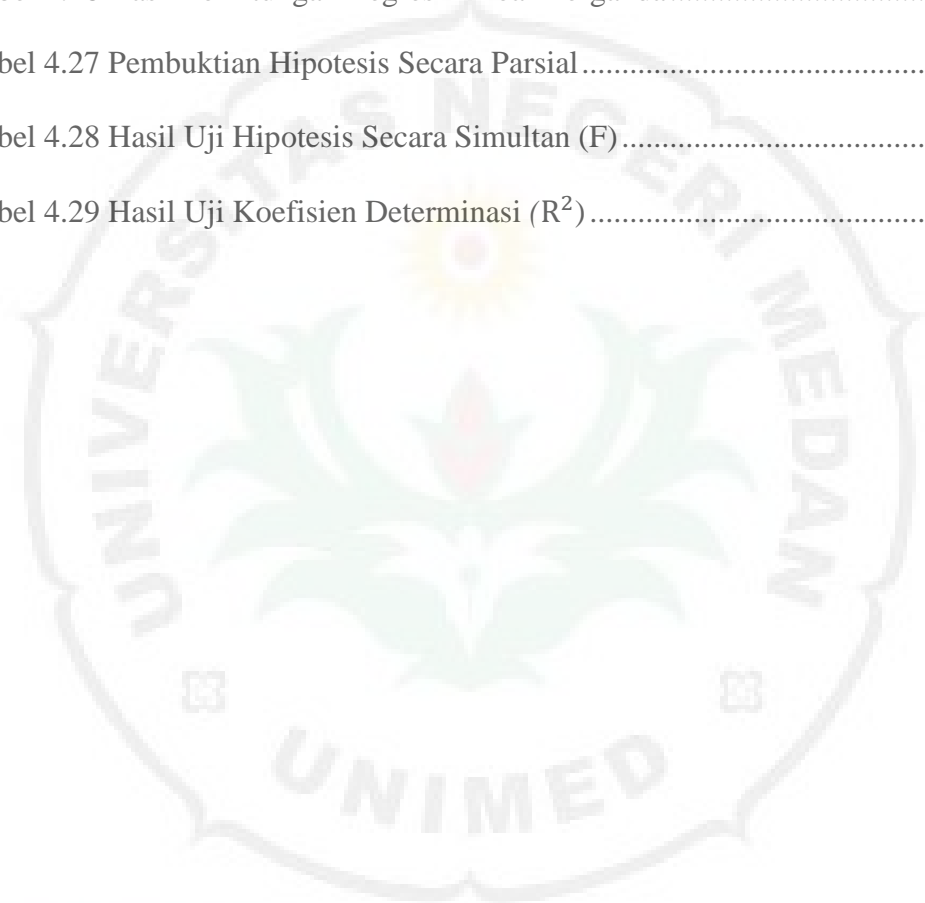 bel 4.27 Pembuktian Hipotesis Secara Parsial............................................
bel 4.28 Hasil Uji Hipotesis Secara Simultan (F).......................................
bel 4.29 Hasil Uji Koefisien Determinasi (R²)...........................................
UNIVERSITAS NEGERI MEDAN
UNIMED